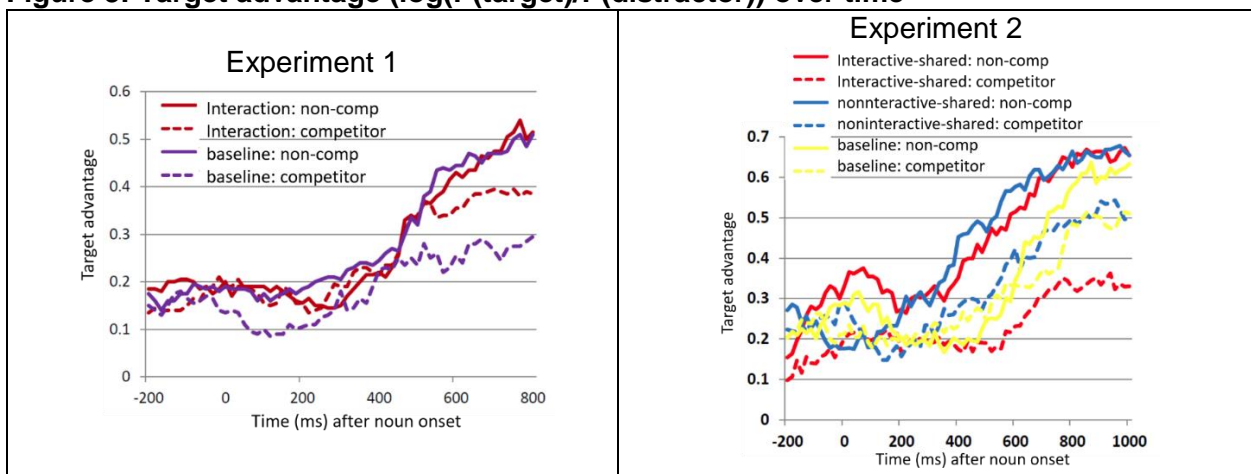 Figure 3. Target advantage (log(P(target)/P(distractor)) over time
Experiment 1
Target advantage
0.6
0.5
0.4
0.3
0.2
0.1
0
Interaction: non-comp
Interaction: competitor
baseline: non-comp
baseline: competitor
-200
0
200
400
600
800
Time (ms) after noun onset
Experiment 2
Interactive-shared: non-comp
Interactive-shared: competitor
nonnteractive-shared: non-comp
noninteractive-shared: competitor
baseline: non-comp
baseline: competitor
Target advantage
0.7
0.6
0.5
0.4
0.3
0.2
0.1
0
-200
0
200
400
600
800
1000
Time (ms) after noun onset